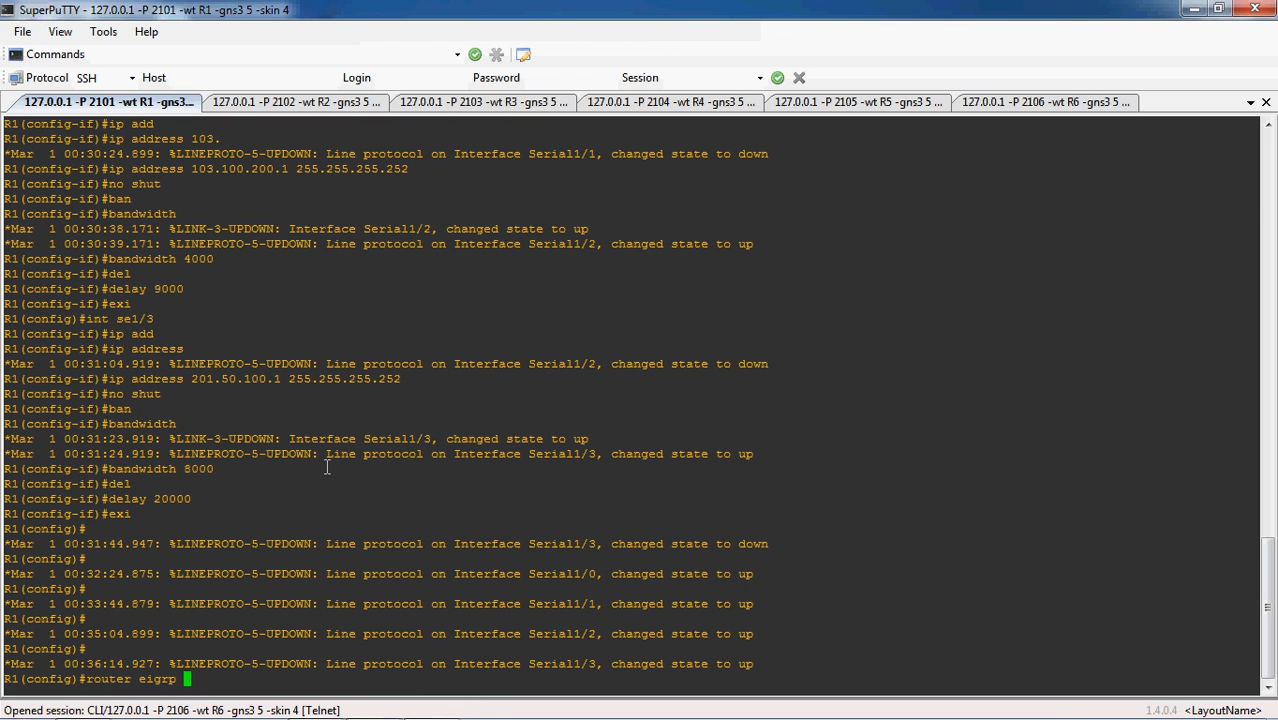 SuperPuTTY - 127.0.0.1 -P 2101 -wt R1 -gns3 5 -skin 4
File View Tools Help
Commands
Protocol SSH Host Login Password Session
127.0.0.1 -P 2101 -wt R1 -gns3... 127.0.0.1 -P 2102 -wt R2 -gns3 5 ... 127.0.0.1 -P 2103 -wt R3 -gns3 5 ... 127.0.0.1 -P 2104 -wt R4 -gns3 5 ... 127.0.0.1 -P 2105 -wt R5 -gns3 5 ... 127.0.0.1 -P 2106 -wt R6 -gns3 5 ...
R1(config-if)#ip add
R1(config-if)#ip address 103.
*Mar  1 00:30:24.899: %LINEPROTO-5-UPDOWN: Line protocol on Interface Serial1/1, changed state to down
R1(config-if)#ip address 103.100.200.1 255.255.255.252
R1(config-if)#no shut
R1(config-if)#ban
R1(config-if)#bandwidth
*Mar  1 00:30:38.171: %LINK-3-UPDOWN: Interface Serial1/2, changed state to up
*Mar  1 00:30:39.171: %LINEPROTO-5-UPDOWN: Line protocol on Interface Serial1/2, changed state to up
R1(config-if)#bandwidth 4000
R1(config-if)#del
R1(config-if)#delay 9000
R1(config-if)#exi
R1(config)#int se1/3
R1(config-if)#ip add
R1(config-if)#ip address
*Mar  1 00:31:04.919: %LINEPROTO-5-UPDOWN: Line protocol on Interface Serial1/2, changed state to down
R1(config-if)#ip address 201.50.100.1 255.255.255.252
R1(config-if)#no shut
R1(config-if)#ban
R1(config-if)#bandwidth
*Mar  1 00:31:23.919: %LINK-3-UPDOWN: Interface Serial1/3, changed state to up
*Mar  1 00:31:24.919: %LINEPROTO-5-UPDOWN: Line protocol on Interface Serial1/3, changed state to up
R1(config-if)#bandwidth 8000
R1(config-if)#del
R1(config-if)#delay 20000
R1(config-if)#exi
R1(config)#
*Mar  1 00:31:44.947: %LINEPROTO-5-UPDOWN: Line protocol on Interface Serial1/3, changed state to down
R1(config)#
*Mar  1 00:32:24.875: %LINEPROTO-5-UPDOWN: Line protocol on Interface Serial1/0, changed state to up
R1(config)#
*Mar  1 00:33:44.879: %LINEPROTO-5-UPDOWN: Line protocol on Interface Serial1/1, changed state to up
R1(config)#
*Mar  1 00:35:04.899: %LINEPROTO-5-UPDOWN: Line protocol on Interface Serial1/2, changed state to up
R1(config)#
*Mar  1 00:36:14.927: %LINEPROTO-5-UPDOWN: Line protocol on Interface Serial1/3, changed state to up
R1(config)#router eigrp
Opened session: CLI/127.0.0.1 -P 2106 -wt R6 -gns3 5 -skin 4 [Telnet] 1.4.0.4 <LayoutName>